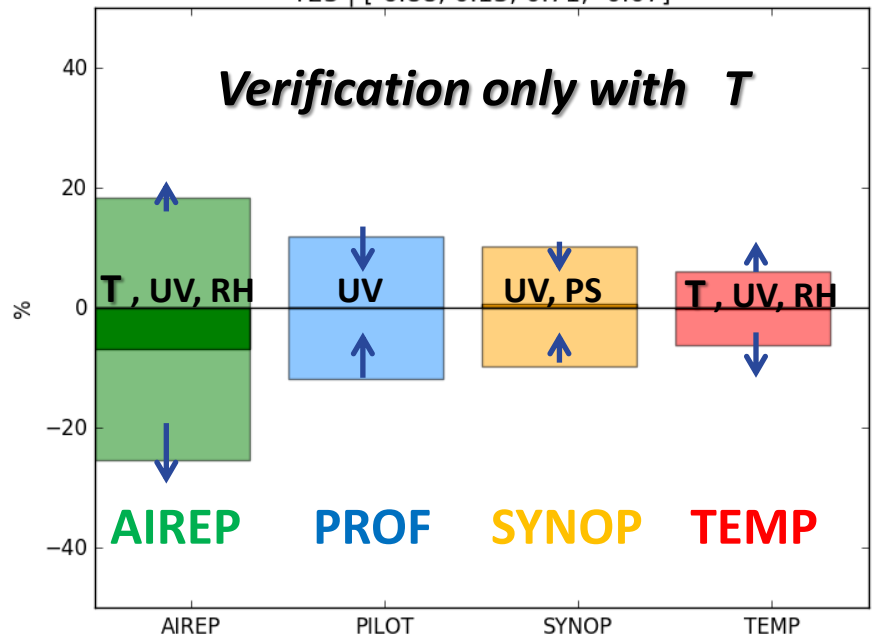 Verification only with T
40
20
0
−20
−40
%
T , UV, RH
UV
UV, PS
T , UV, RH
AIREP
PROF
SYNOP
TEMP
AIREP
PILOT
SYNOP
TEMP